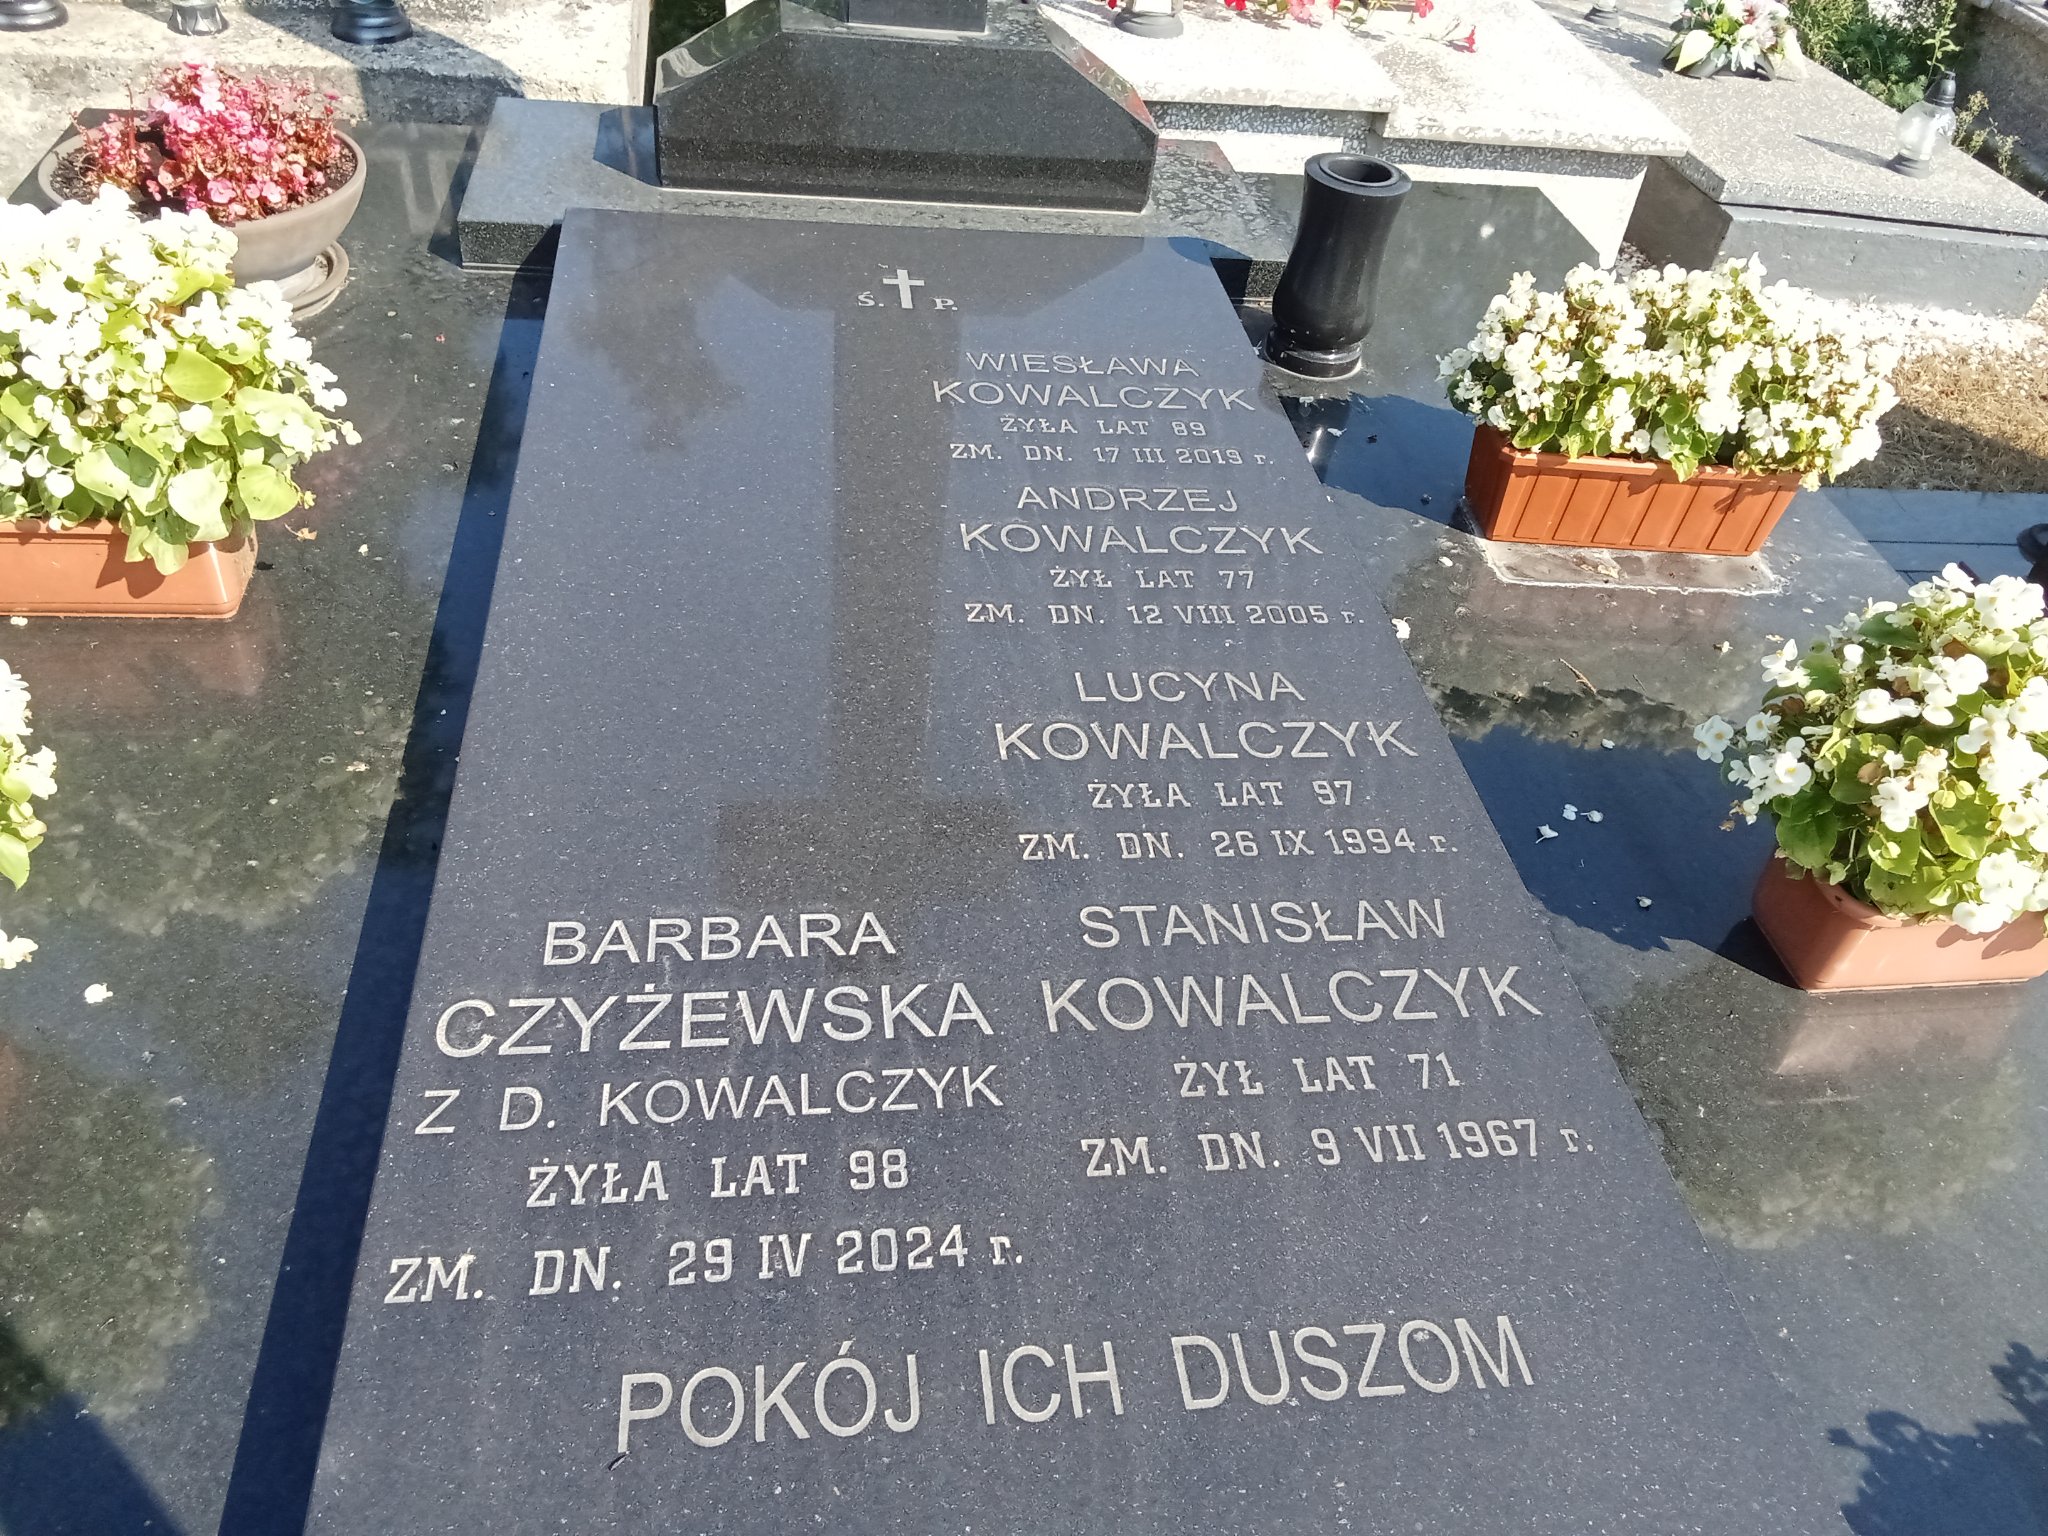 Ś. P.
WIESŁAWA
KOWALCZYK
ŻYŁA LAT 89
ZM. DN. 17 III 2019 r.
ANDRZEJ
KOWALCZYK
ŻYŁ LAT 77
ZM. DN. 12 VIII 2005 r.
LUCYNA
KOWALCZYK
ŻYŁA LAT 97
ZM. DN. 26 IX 1994 r.
STANISŁAW
KOWALCZYK
ŻYŁ LAT 71
ZM. DN. 9 VII 1967 r.
BARBARA
CZYŻEWSKA
Z D. KOWALCZYK
ŻYŁA LAT 98
ZM. DN. 29 IV 2024 r.
POKÓJ ICH DUSZOM